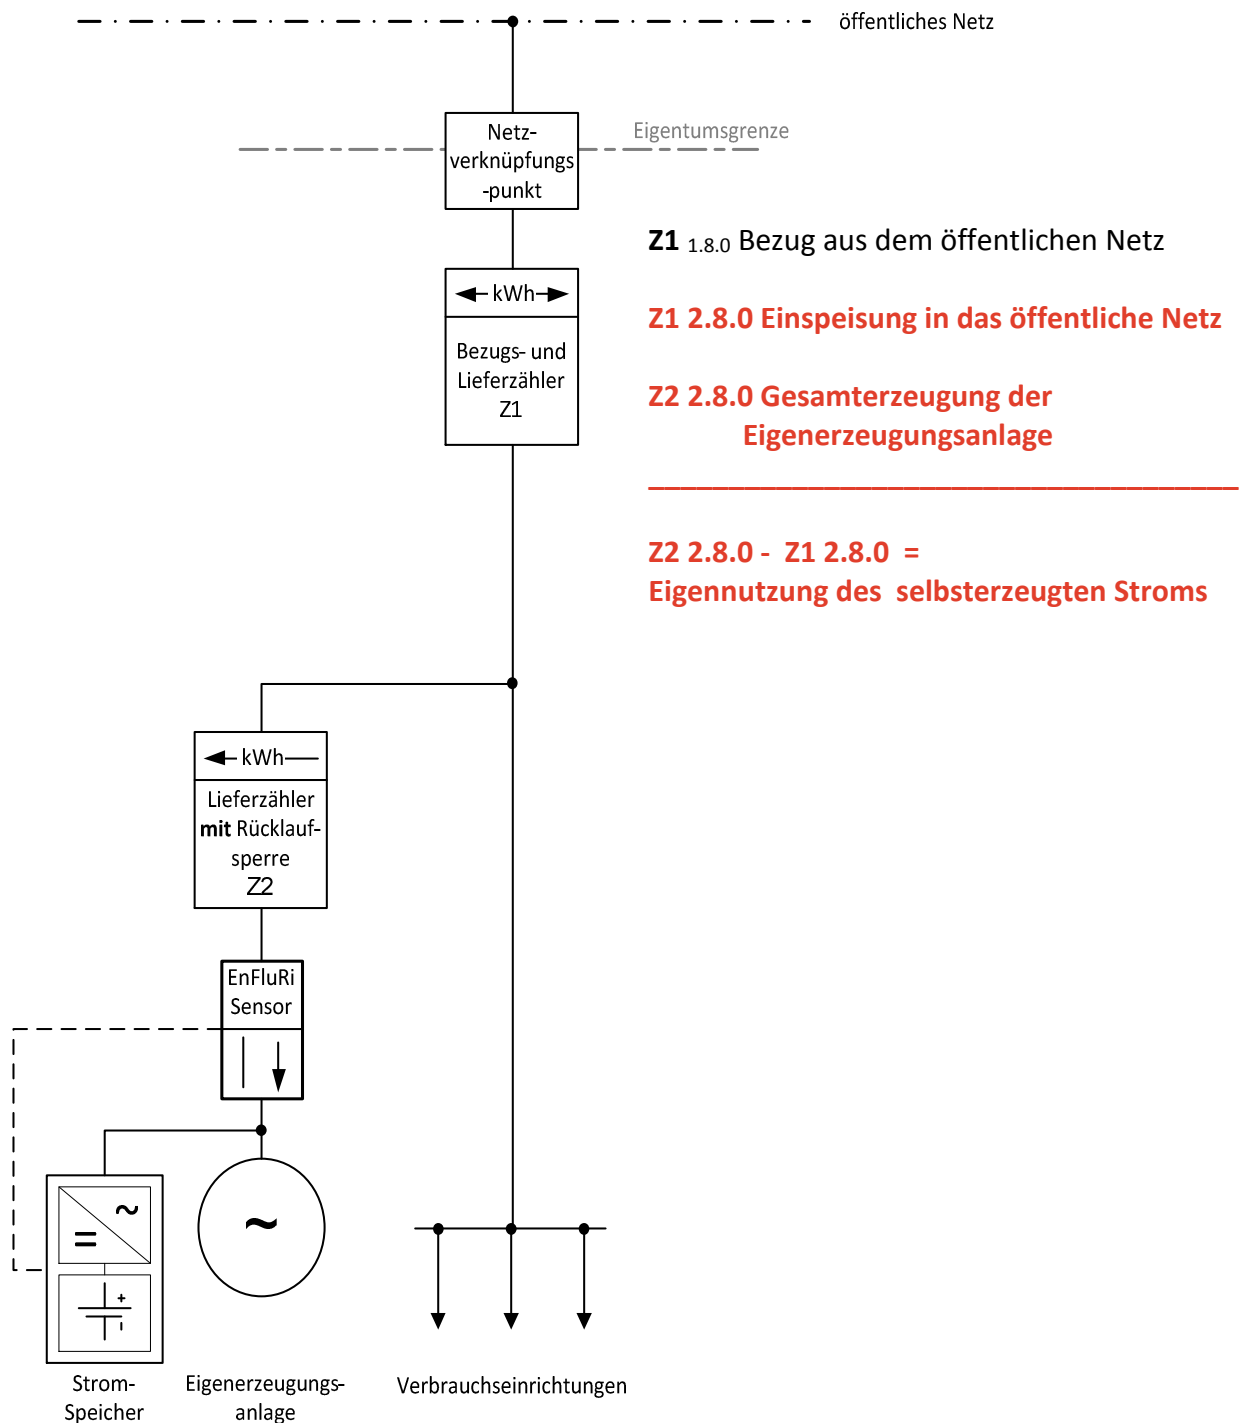 öffentliches Netz
Eigentumsgrenze
Netz-
verknüpfungs
-punkt
Z1 1.8.0 Bezug aus dem öffentlichen Netz
kWh
Bezugs- und
Lieferzähler
Z1
Z1 2.8.0 Einspeisung in das öffentliche Netz
Z2 2.8.0 Gesamterzeugung der
Eigenerzeugungsanlage
Z2 2.8.0 - Z1 2.8.0 =
Eigennutzung des selbsterzeugten Stroms
kWh
Lieferzähler
mit Rücklauf-
sperre
Z2
EnFluRi
Sensor
~
=
~
+
-
Strom-
Speicher
Eigenerzeugungs-
anlage
Verbrauchseinrichtungen